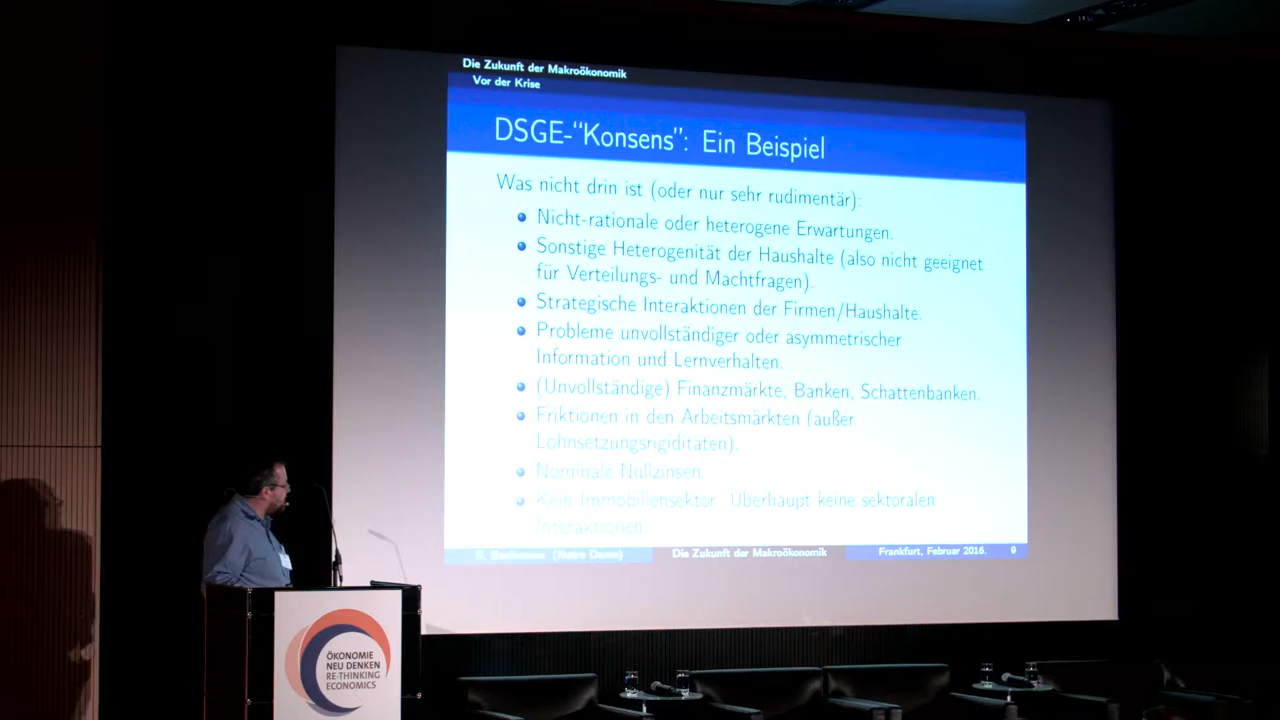 Die Zukunft der Makroökonomik
Vor der Krise
DSGE-“Konsens”: Ein Beispiel
Was nicht drin ist (oder nur sehr rudimentär):
Nicht-rationale oder heterogene Erwartungen.
Sonstige Heterogenität der Haushalte (also nicht geeignet
für Verteilungs- und Machtfragen).
Strategische Interaktionen der Firmen/Haushalte.
Probleme unvollständiger oder asymmetrischer
Information und Lernverhalten.
(Unvollständige) Finanzmärkte, Banken, Schattenbanken.
Friktionen in den Arbeitsmärkten (außer
Lohnsetzungsrigiditäten).
Nominale Nullzinsen.
Kein Immobiliensektor. Überhaupt keine sektoralen
Interaktionen.
(Notre Dame)
Die Zukunft der Makroökonomik
Frankfurt, Februar 2016.
9
ÖKONOMIE
NEU DENKEN
RE-THINKING
ECONOMICS